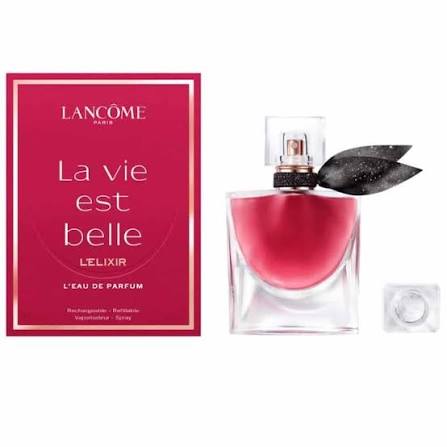 LANCÔME
PARIS
La vie
est
belle
L'ELIXIR
L'EAU DE PARFUM
Rechargeable - Refillable
Vaporisateur - Spray